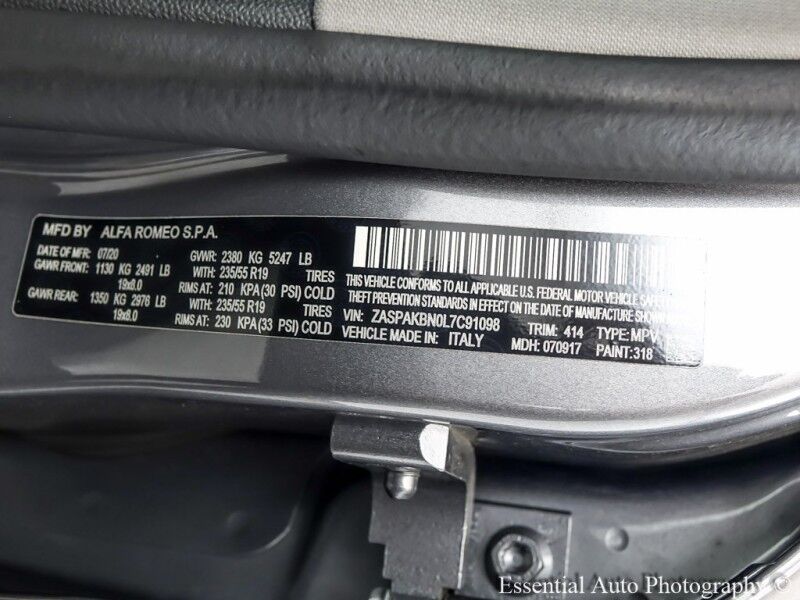 MFD BY ALFA ROMEO S.P.A.
DATE OF MFR: 07/20 GVWR: 2380 KG 5247 LB
GAWR FRONT: 1130 KG 2491 LB WITH: 235/55 R19 TIRES
19x8.0 RIMS AT: 210 KPA (30 PSI) COLD
GAWR REAR: 1350 KG 2976 LB WITH: 235/55 R19 TIRES
19x8.0 RIMS AT: 230 KPA (33 PSI) COLD
THIS VEHICLE CONFORMS TO ALL APPLICABLE U.S. FEDERAL MOTOR VEHICLE SAFETY
THEFT PREVENTION STANDARDS IN EFFECT ON THE DATE OF MANUFACTURE
VIN: ZASPAKBN0L7C91098 TRIM: 414 TYPE: MPV
VEHICLE MADE IN: ITALY MDH: 070917 PAINT: 318
Essential Auto Photography ©